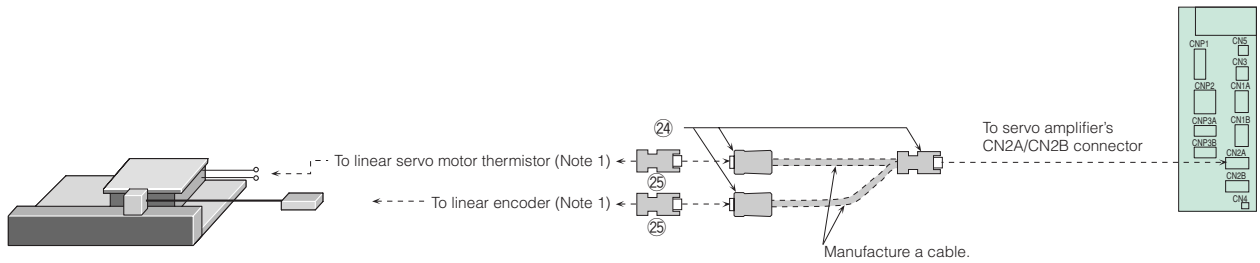 To linear servo motor thermistor (Note 1)
㉕
To linear encoder (Note 1)
㉕
㉔
Manufacture a cable.
To servo amplifier's
CN2A/CN2B connector
CNP1
CN5
CN3
CNP2
CN1A
CNP3A
CN1B
CNP3B
CN2A
CN2B
CN4